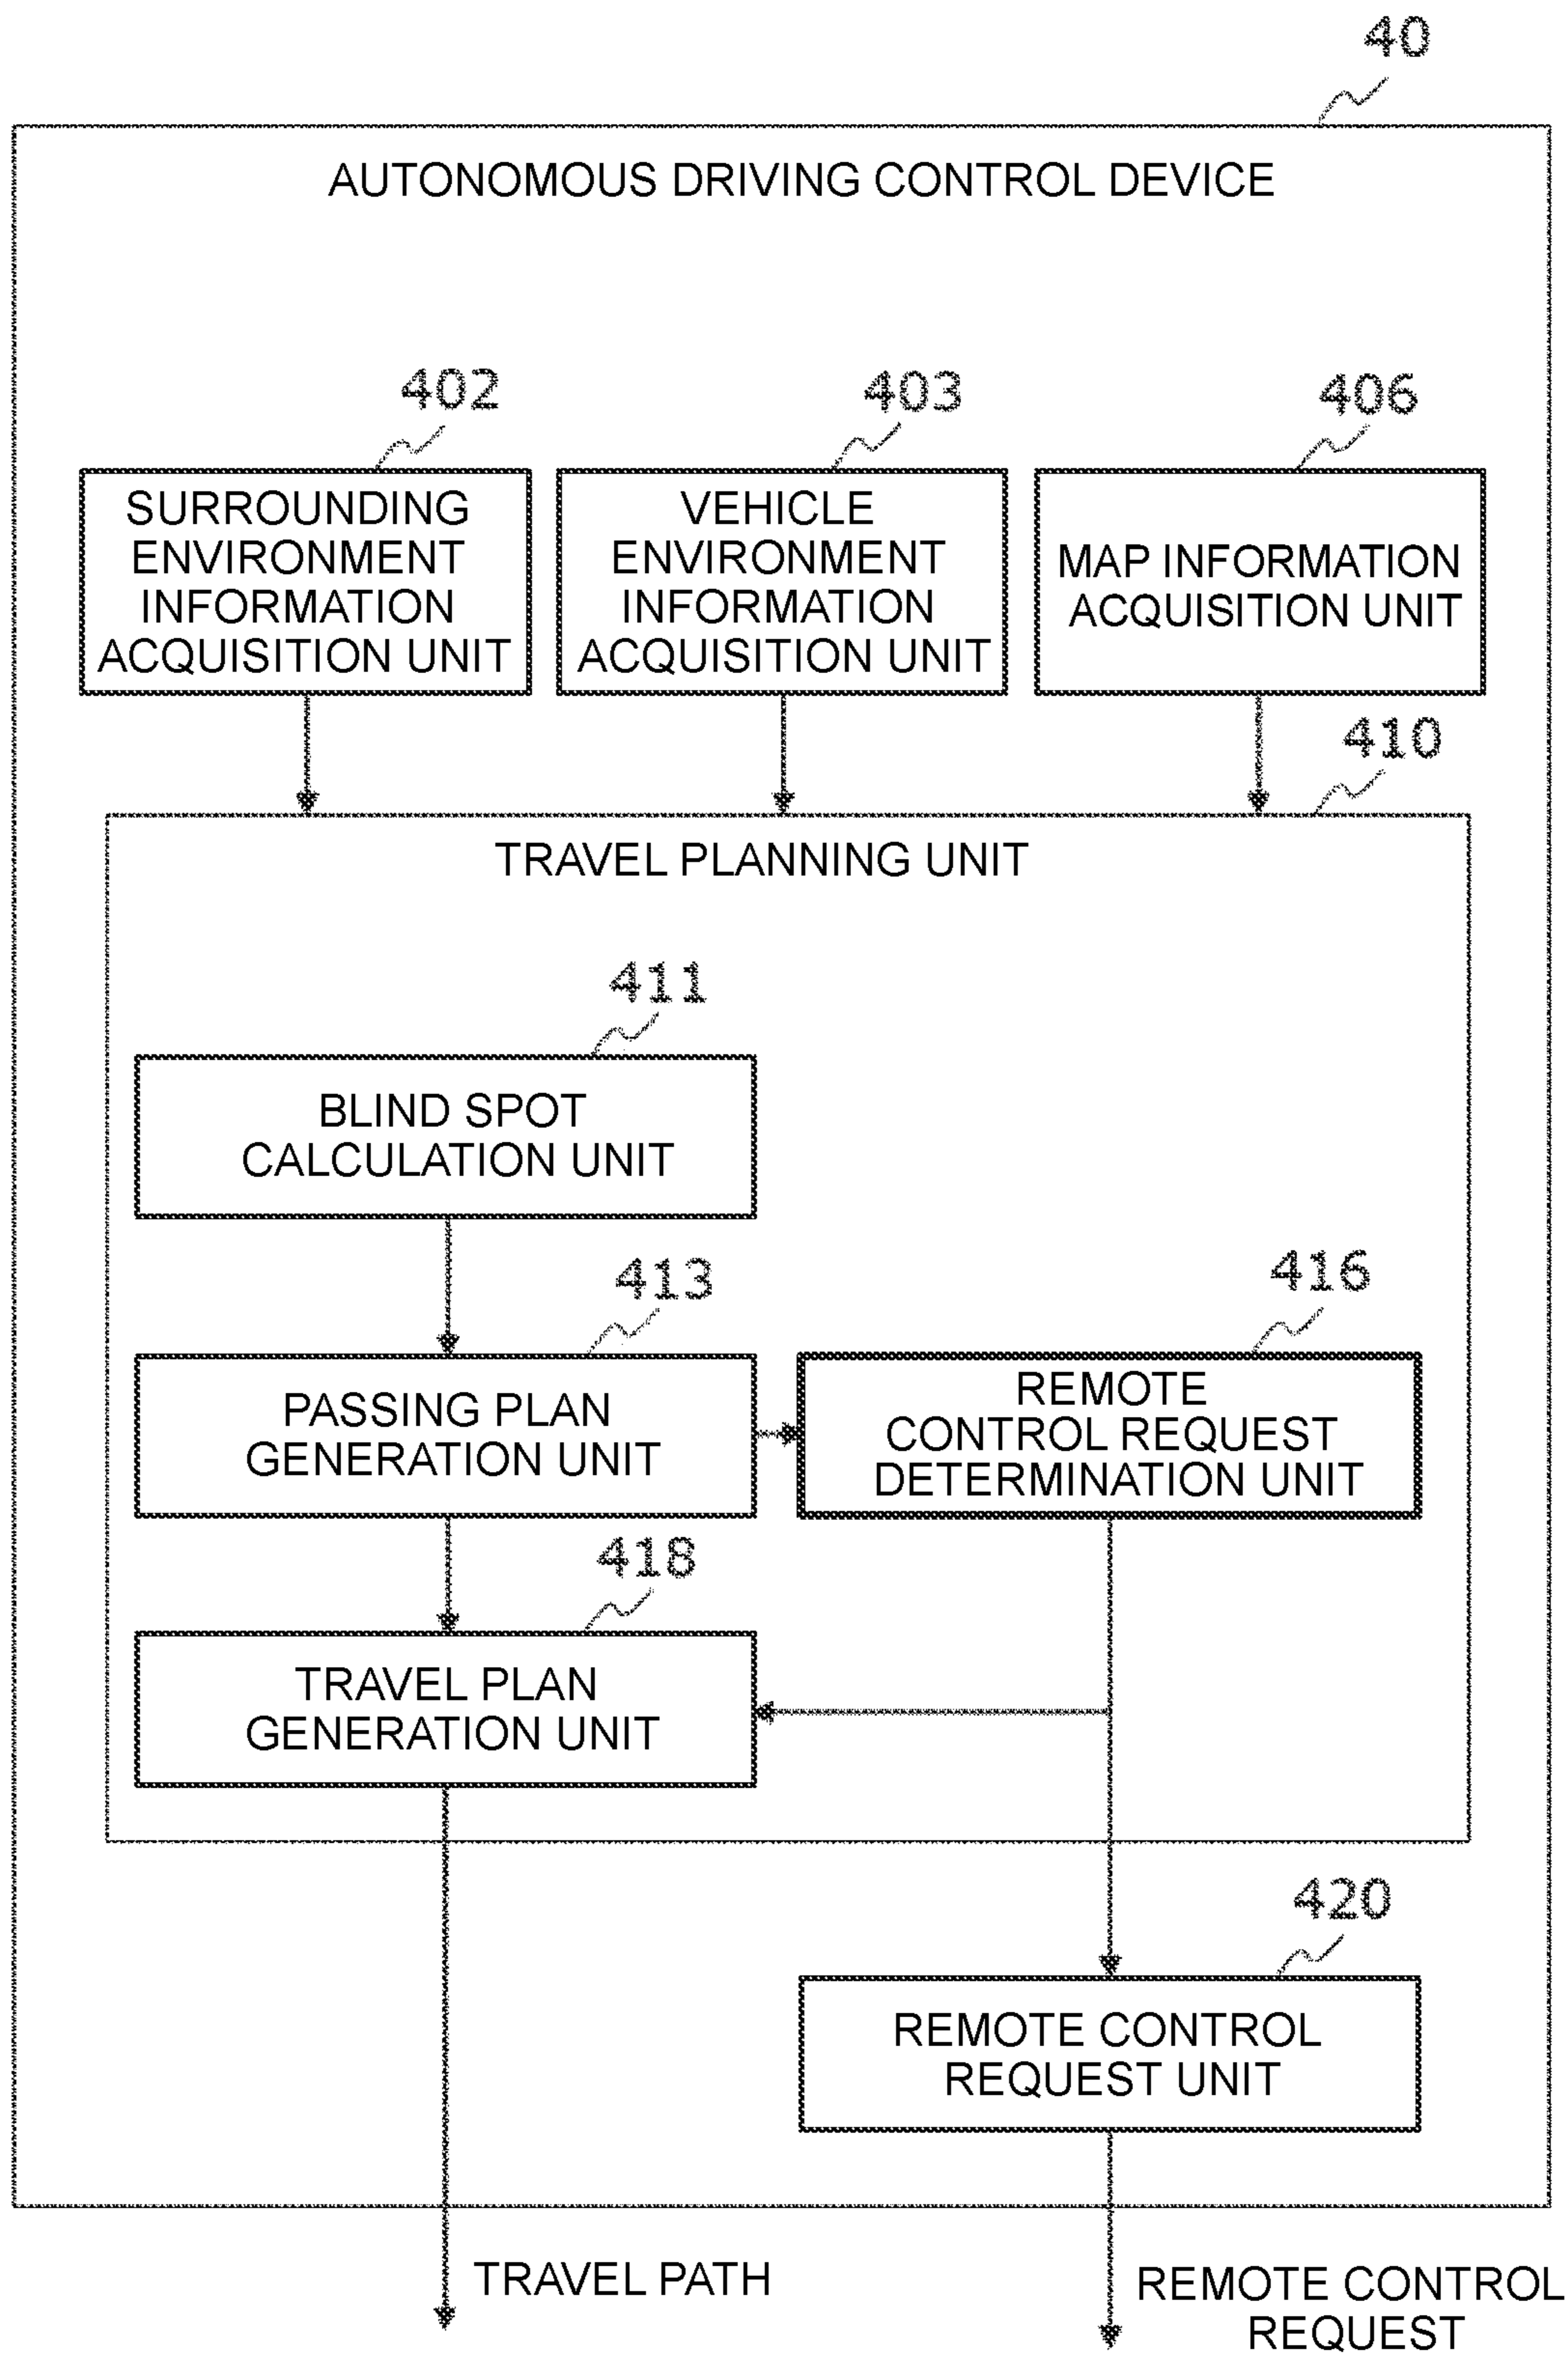 40
AUTONOMOUS DRIVING CONTROL DEVICE
402
403
406
SURROUNDING
ENVIRONMENT
INFORMATION
ACQUISITION UNIT
VEHICLE
ENVIRONMENT
INFORMATION
ACQUISITION UNIT
MAP INFORMATION
ACQUISITION UNIT
410
TRAVEL PLANNING UNIT
411
BLIND SPOT
CALCULATION UNIT
413
416
PASSING PLAN
GENERATION UNIT
REMOTE
CONTROL REQUEST
DETERMINATION UNIT
418
TRAVEL PLAN
GENERATION UNIT
420
REMOTE CONTROL
REQUEST UNIT
TRAVEL PATH
REMOTE CONTROL
REQUEST